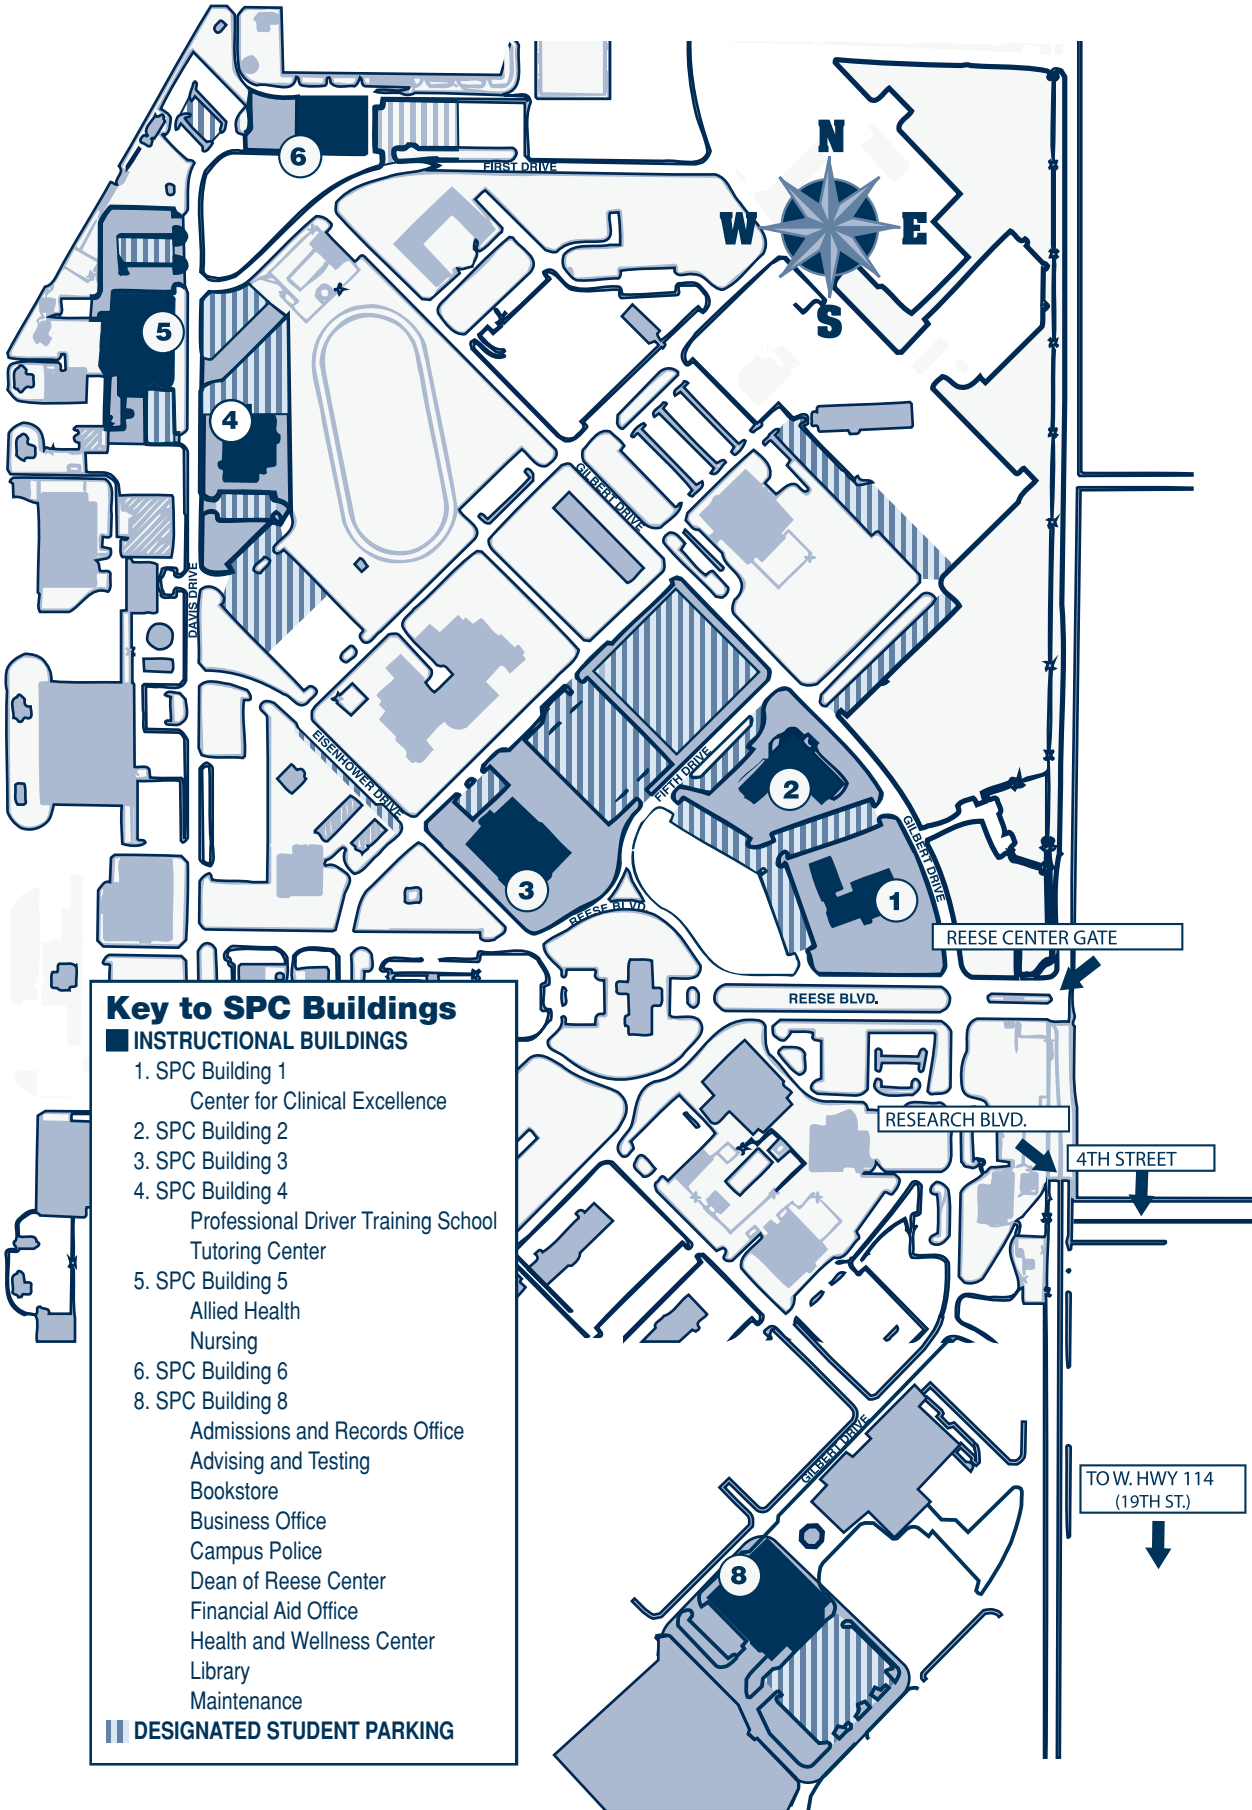 N
W
E
S
6
FIRST DRIVE
5
4
GILBERT DRIVE
DAVIS DRIVE
EISENHOWER DRIVE
FIFTH DRIVE
2
3
1
GILBERT DRIVE
REESE BLVD.
REESE CENTER GATE
REESE BLVD.
RESEARCH BLVD.
4TH STREET
GILBERT DRIVE
TO W. HWY 114
(19TH ST.)
8
Key to SPC Buildings
INSTRUCTIONAL BUILDINGS
1. SPC Building 1
Center for Clinical Excellence
2. SPC Building 2
3. SPC Building 3
4. SPC Building 4
Professional Driver Training School
Tutoring Center
5. SPC Building 5
Allied Health
Nursing
6. SPC Building 6
8. SPC Building 8
Admissions and Records Office
Advising and Testing
Bookstore
Business Office
Campus Police
Dean of Reese Center
Financial Aid Office
Health and Wellness Center
Library
Maintenance
DESIGNATED STUDENT PARKING